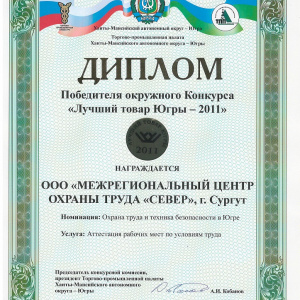 Ханты-Мансийский автономный округ – Югра
Торгово-промышленная палата
Ханты-Мансийского автономного округа – Югры
ДИПЛОМ
Победителя окружного Конкурса
«Лучший товар Югры – 2011»
2011
НАГРАЖДАЕТСЯ
ООО «МЕЖРЕГИОНАЛЬНЫЙ ЦЕНТР
ОХРАНЫ ТРУДА «СЕВЕР», г. Сургут
Номинация: Охрана труда и техника безопасности в Югре
Услуга: Аттестация рабочих мест по условиям труда
Председатель конкурсной комиссии,
президент Торгово-промышленной палаты
Ханты-Мансийского автономного
округа – Югры
А.И. Кобанов